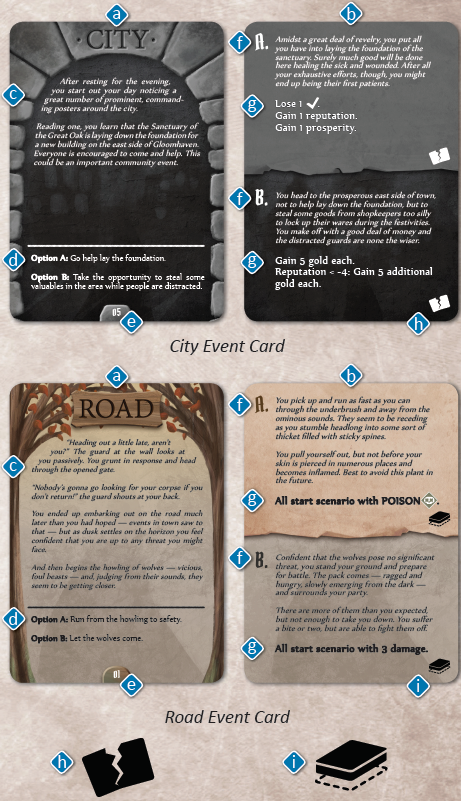 a
b
CITY
c
After resting for the evening,
you start out your day noticing a
great number of prominent, command-
ing posters around the city.
Reading one, you learn that the Sanctuary of
the Great Oak is laying down the foundation for
a new building on the east side of Gloomhaven.
Everyone is encouraged to come and help. This
could be an important community event.
d
Option A: Go help lay the foundation.
Option B: Take the opportunity to steal some
valuables in the area while people are distracted.
05
e
f
A.
Amidst a great deal of revelry, you put all
you have into laying the foundation of the
sanctuary. Surely much good will be done
here healing the sick and wounded. After all
your exhaustive efforts, though, you might
end up being their first patients.
g
Lose 1 ✓
Gain 1 reputation.
Gain 1 prosperity.
f
B.
You head to the prosperous east side of town,
not to help lay down the foundation, but to
steal some goods from shopkeepers too silly
to lock up their wares during the festivities.
You make off with a good deal of money and
the distracted guards are none the wiser.
g
Gain 5 gold each.
Reputation < -4: Gain 5 additional
gold each.
h
City Event Card
a
b
ROAD
c
"Heading out a little late, aren't
you?" The guard at the wall looks at
you passively. You grunt in response and head
through the opened gate.
"Nobody's gonna go looking for your corpse if you
don't return!" the guard shouts at your back.
You ended up embarking out on the road much
later than you had hoped — events in town saw to
that — but as dusk settles on the horizon you feel
confident that you are up to any threat you might
face.
And then begins the howling of wolves — vicious,
foul beasts — and, judging from their sounds, they
seem to be getting closer.
d
Option A: Run from the howling to safety.
Option B: Let the wolves come.
01
e
f
A.
You pick up and run as fast as you can
through the underbrush and away from the
ominous sounds. They seem to be receding
as you stumble headlong into some sort of
thicket filled with sticky spines.
You pull yourself out, but not before your
skin is pierced in numerous places and
becomes inflamed. Best to avoid this plant in
the future.
g
All start scenario with POISON .
f
B.
Confident that the wolves pose no significant
threat, you stand your ground and prepare
for battle. The pack comes — ragged and
hungry, slowly emerging from the dark —
and surrounds your party.
There are more of them than you expected,
but not enough to take you down. You suffer
a bite or two, but are able to fight them off.
g
All start scenario with 3 damage.
i
Road Event Card
h
i